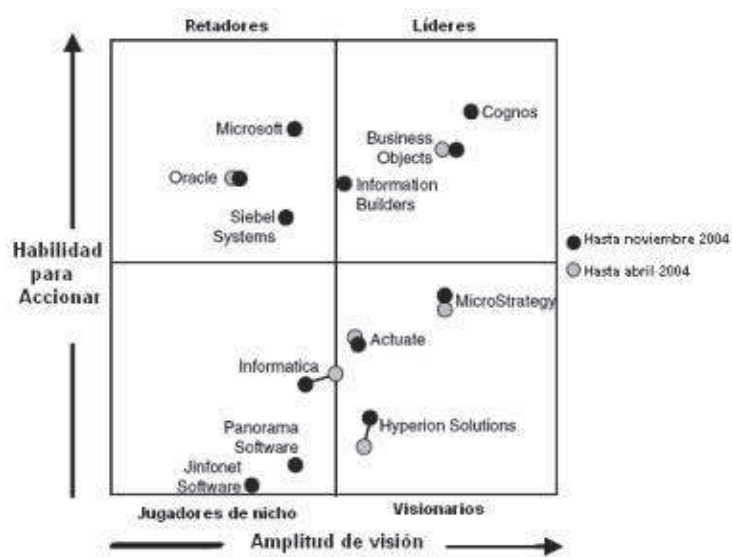 Retadores
Líderes
Cognos
Microsoft
Business
Objects
Oracle
Information
Builders
Siebel
Systems
Hasta noviembre 2004
Habilidad
para
Accionar
Hasta abril 2004
MicroStrategy
Actuate
Informatica
Panorama
Software
Hyperion Solutions
Jinfonet
Software
Jugadores de nicho
Visionarios
Amplitud de visión